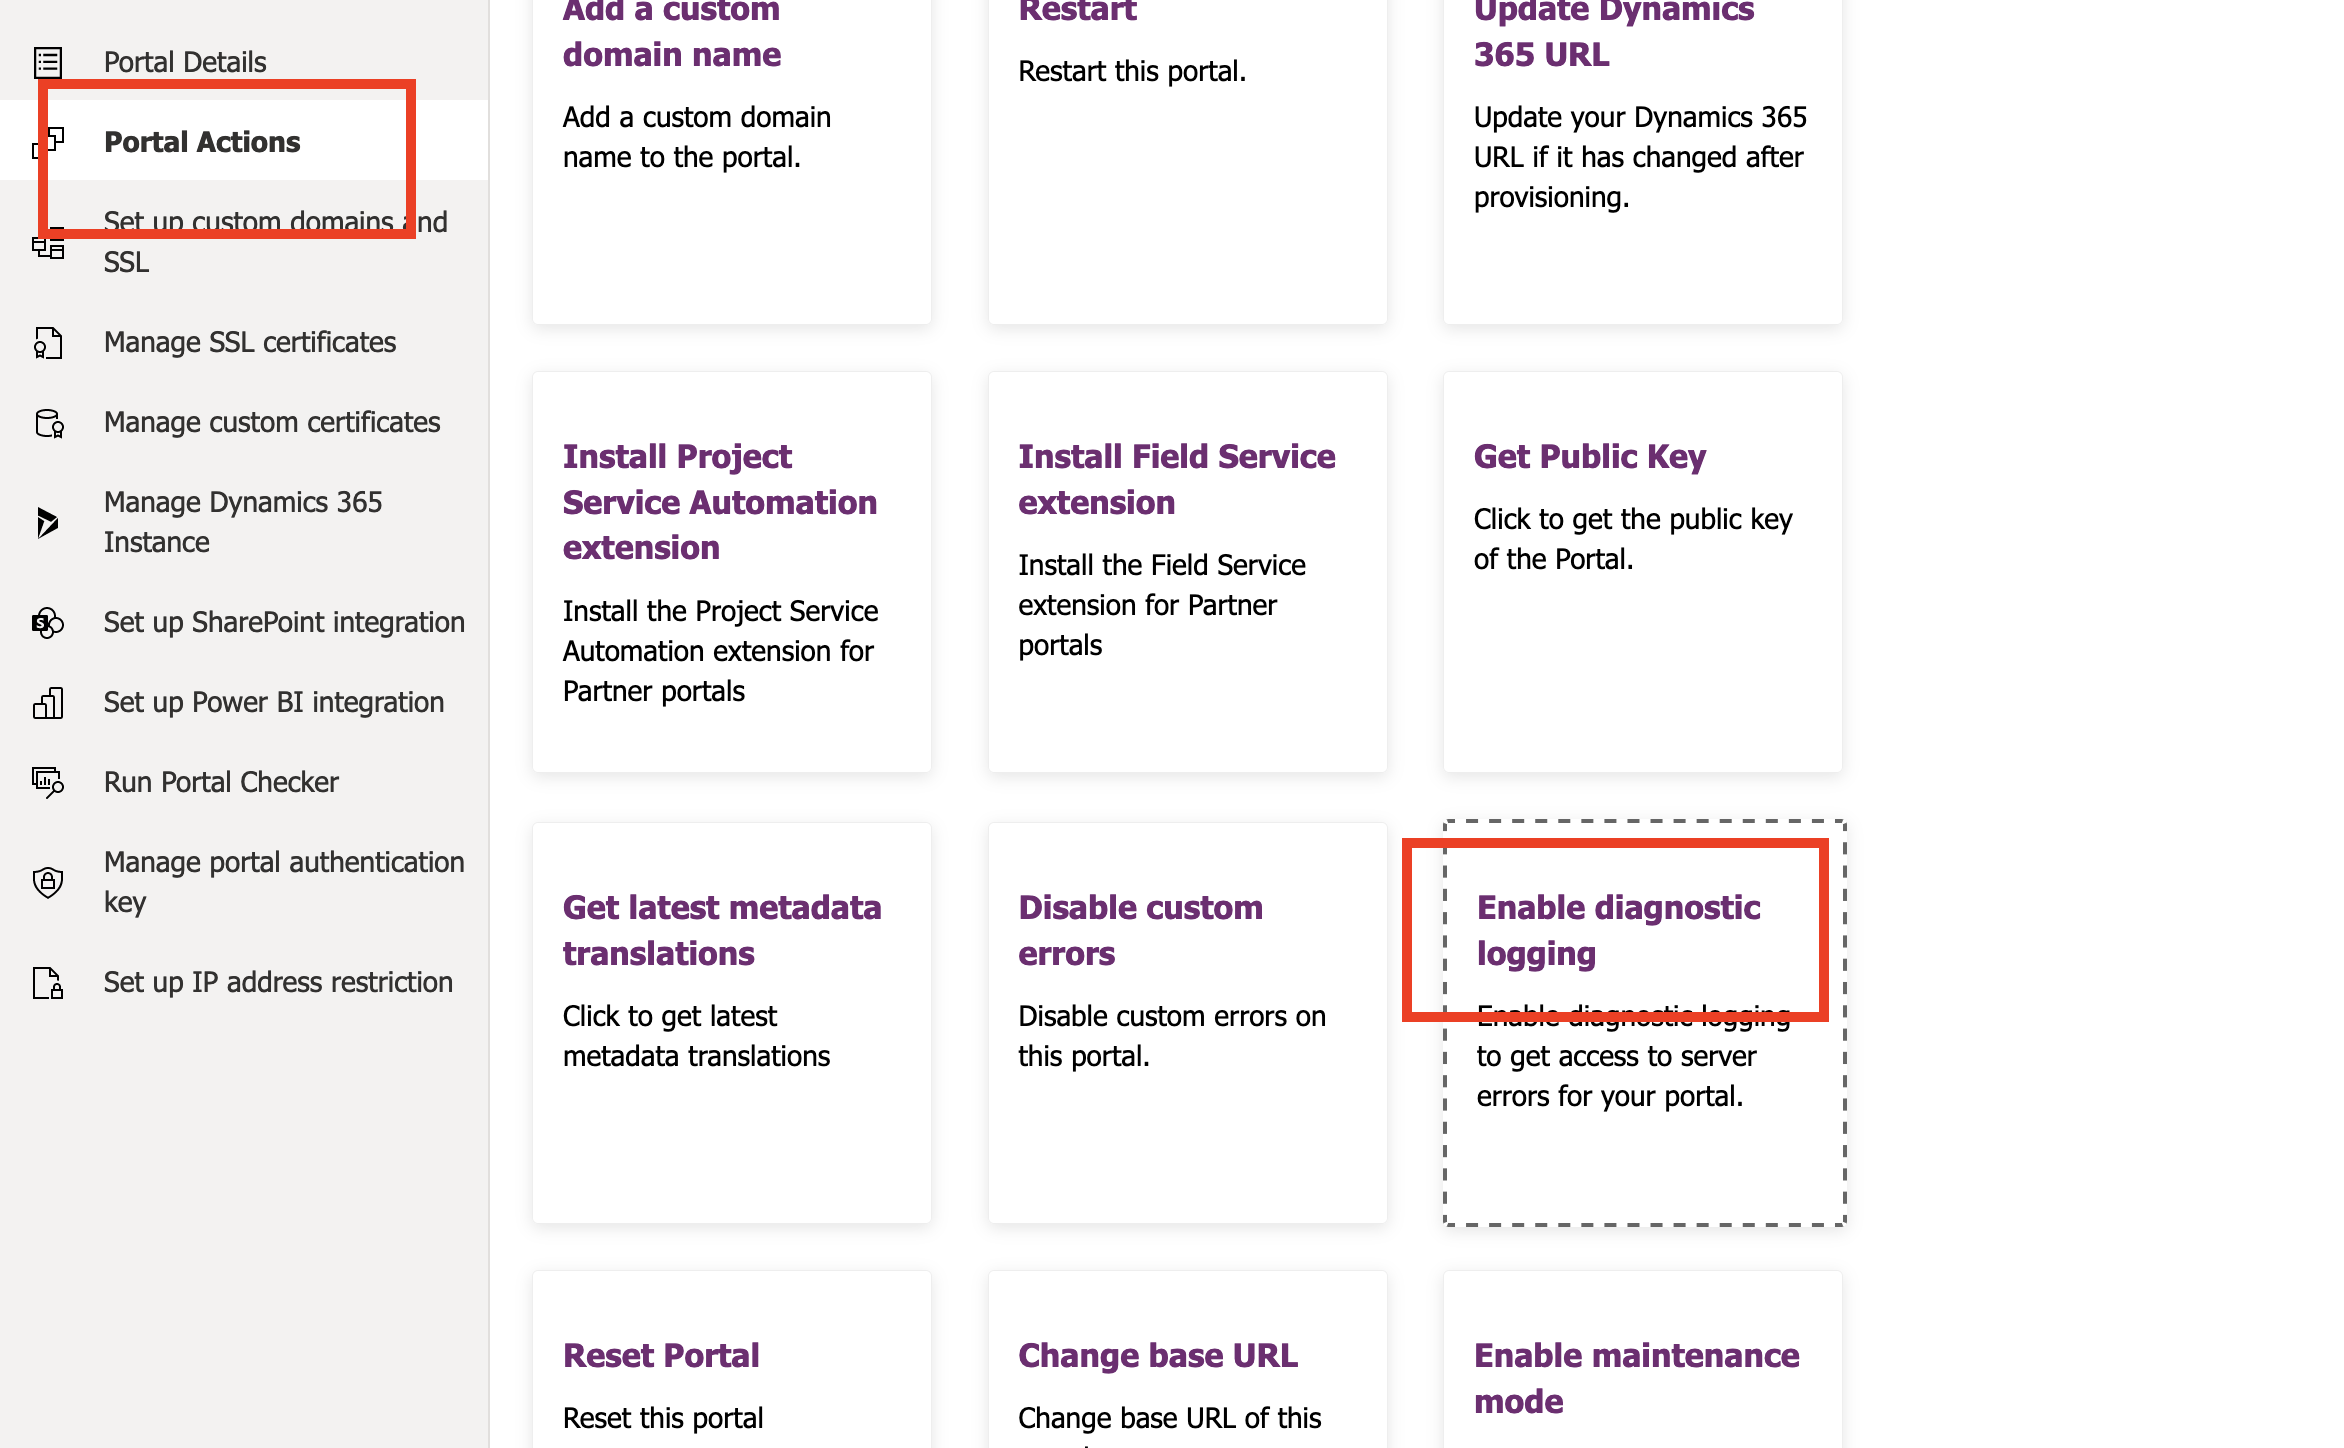 Portal Details
Portal Actions
Set up custom domains and
SSL
Manage SSL certificates
Manage custom certificates
Manage Dynamics 365
Instance
Set up SharePoint integration
Set up Power BI integration
Run Portal Checker
Manage portal authentication
key
Set up IP address restriction
Add a custom
domain name
Add a custom domain
name to the portal.
Restart
Restart this portal.
Update Dynamics
365 URL
Update your Dynamics 365
URL if it has changed after
provisioning.
Install Project
Service Automation
extension
Install the Project Service
Automation extension for
Partner portals
Install Field Service
extension
Install the Field Service
extension for Partner
portals
Get Public Key
Click to get the public key
of the Portal.
Get latest metadata
translations
Click to get latest
metadata translations
Disable custom
errors
Disable custom errors on
this portal.
Enable diagnostic
logging
Enable diagnostic logging
to get access to server
errors for your portal.
Reset Portal
Reset this portal
Change base URL
Change base URL of this
Enable maintenance
mode